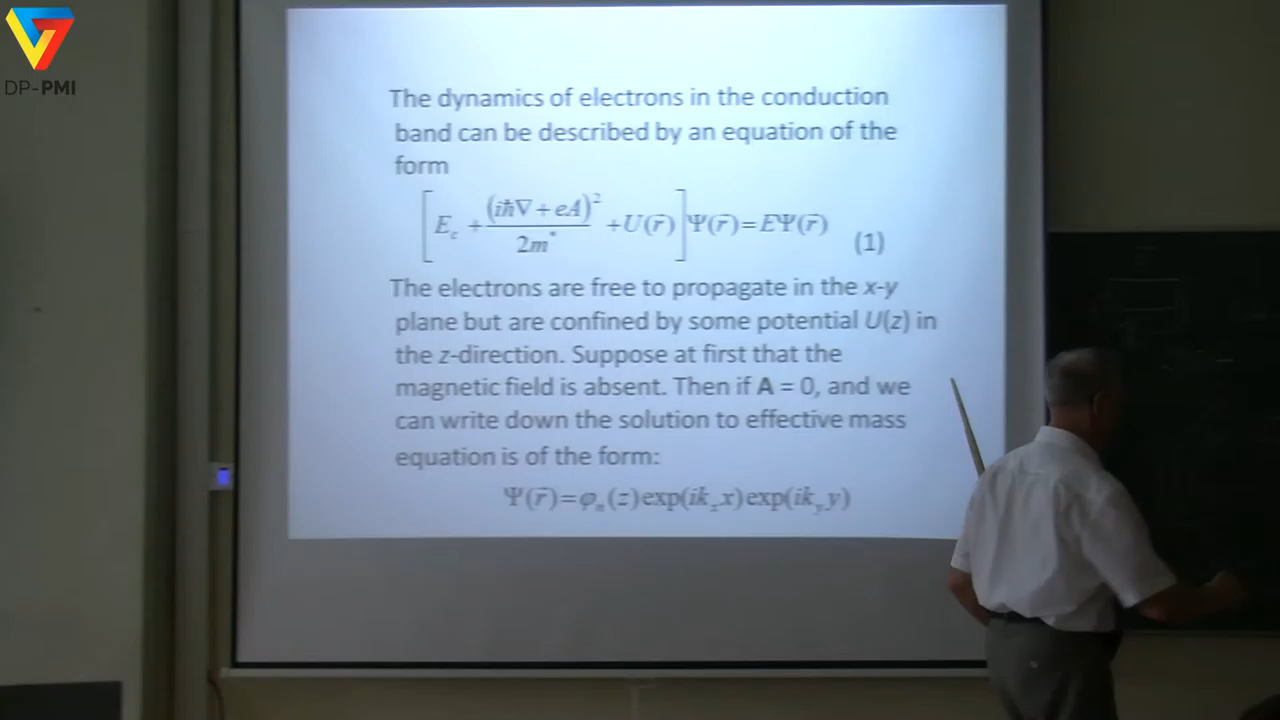 DP-PMI
The dynamics of electrons in the conduction
band can be described by an equation of the
form
[E_c + (iħ∇ + eA)² / 2m* + U(r⃗)]Ψ(r⃗) = EΨ(r⃗) (1)
The electrons are free to propagate in the x-y
plane but are confined by some potential U(z) in
the z-direction. Suppose at first that the
magnetic field is absent. Then if A = 0, and we
can write down the solution to effective mass
equation is of the form:
Ψ(r⃗)=φₙ(z)exp(ikₓx)exp(ik_y y)